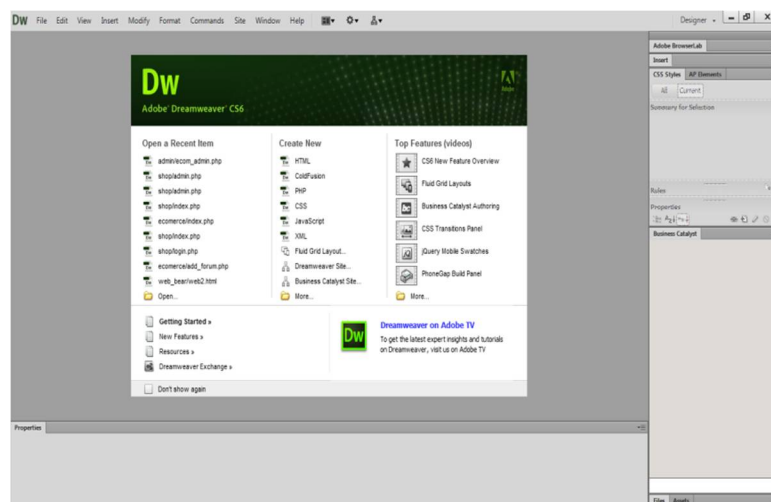 DW File Edit View Insert Modify Format Commands Site Window Help
Designer
Adobe BrowserLab
Insert
CSS Styles AP Elements
All Current
Summary for Selection
Rules
Properties
Business Catalyst
Files Assets
Dw
Adobe® Dreamweaver® CS6
Adobe
Open a Recent Item
admin/ecom_admin.php
shop/admin.php
shop/admin.php
shop/index.php
ecomerce/index.php
shop/index.php
shop/login.php
ecomerce/add_forum.php
web_bear/web2.html
Open...
Create New
HTML
ColdFusion
PHP
CSS
JavaScript
XML
Fluid Grid Layout...
Dreamweaver Site...
Business Catalyst Site...
More...
Top Features (videos)
CS6 New Feature Overview
Fluid Grid Layouts
Business Catalyst Authoring
CSS Transitions Panel
jQuery Mobile Swatches
PhoneGap Build Panel
More...
Getting Started »
New Features »
Resources »
Dreamweaver Exchange »
Dw
Dreamweaver on Adobe TV
To get the latest expert insights and tutorials
on Dreamweaver, visit us on Adobe TV
Don't show again
Properties